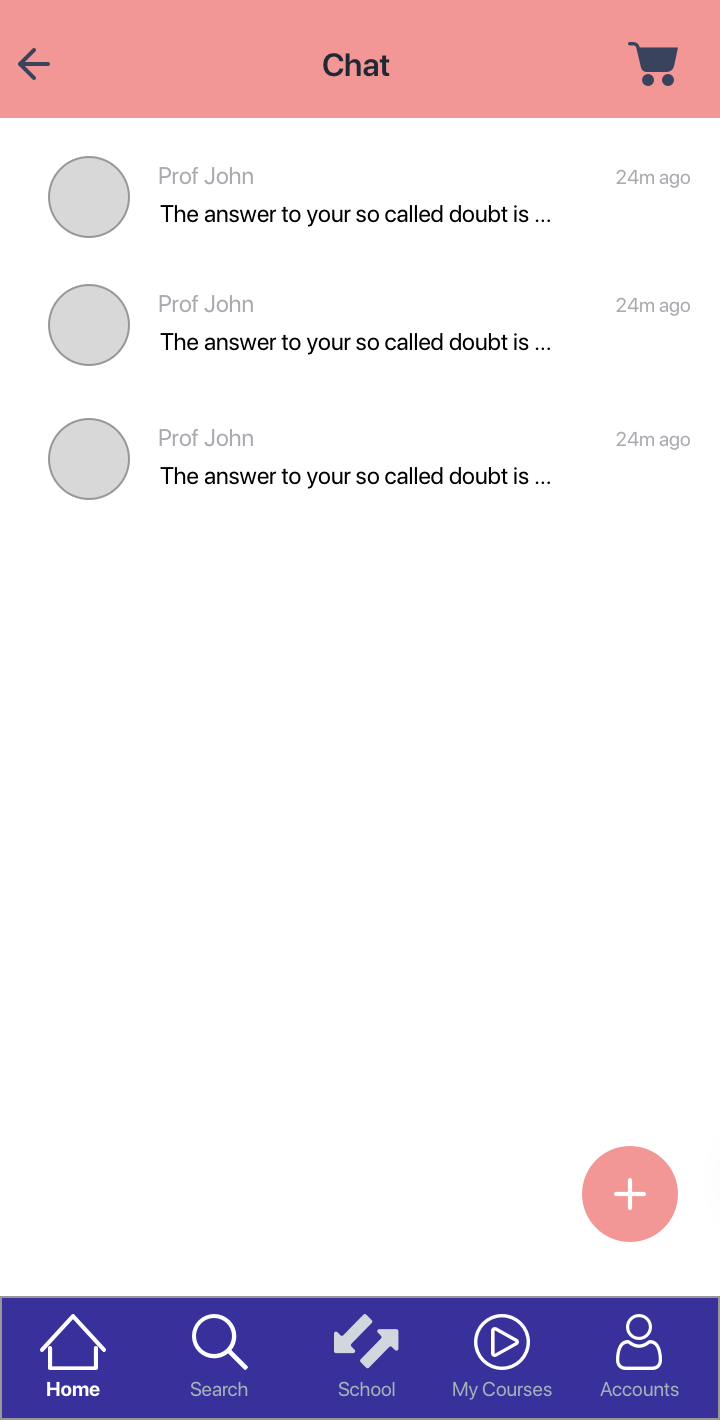 Chat
Prof John
24m ago
The answer to your so called doubt is ...
Prof John
24m ago
The answer to your so called doubt is ...
Prof John
24m ago
The answer to your so called doubt is ...
Home
Search
School
My Courses
Accounts